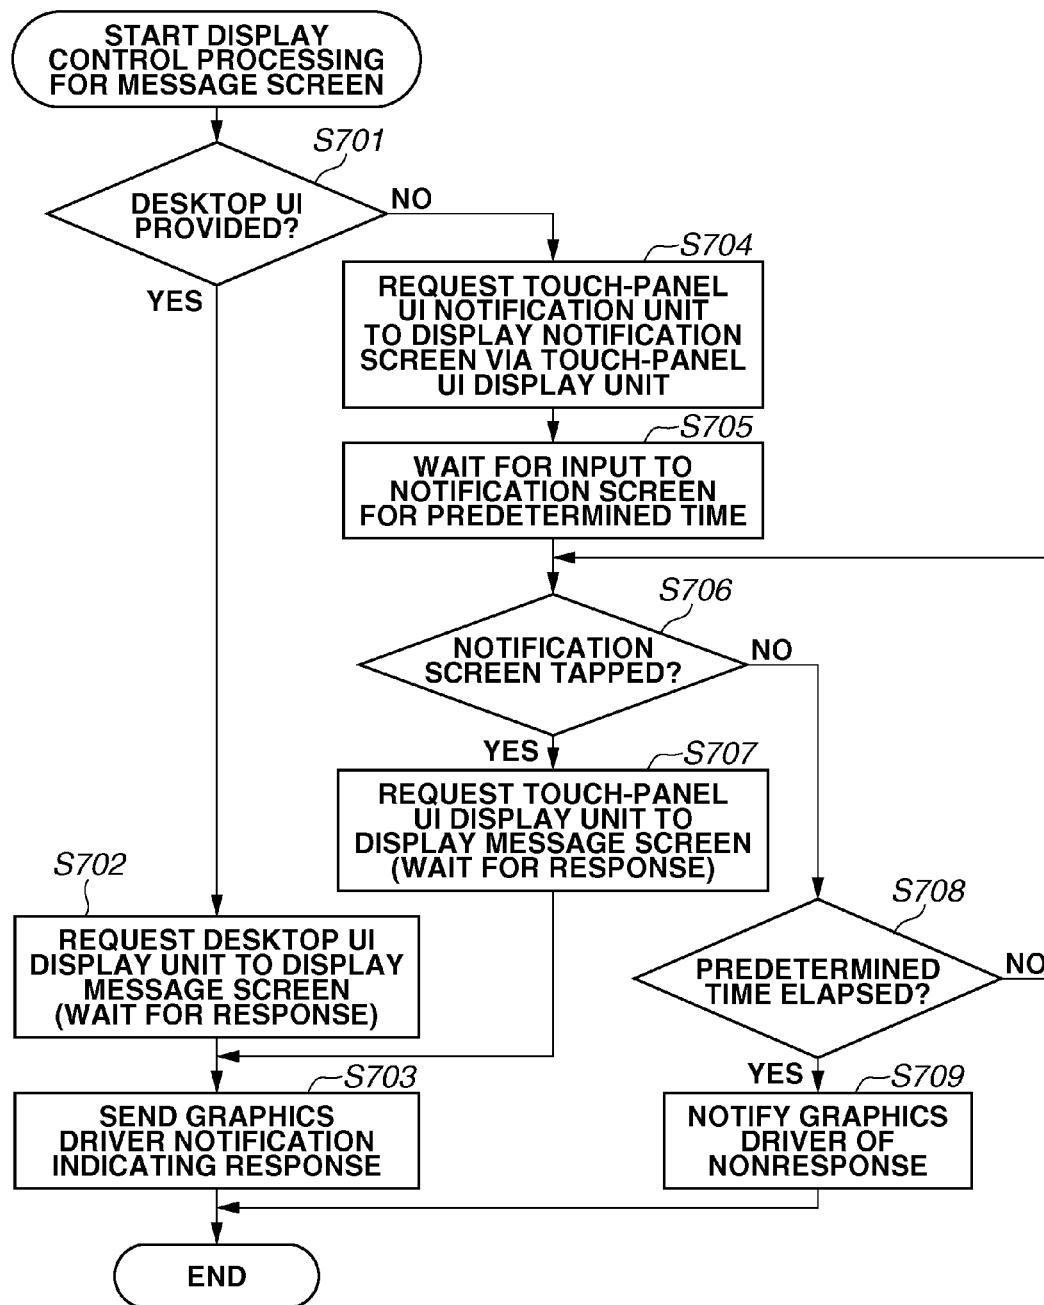 START DISPLAY
CONTROL PROCESSING
FOR MESSAGE SCREEN
S701
DESKTOP UI
PROVIDED?
NO
YES
S704
REQUEST TOUCH-PANEL
UI NOTIFICATION UNIT
TO DISPLAY NOTIFICATION
SCREEN VIA TOUCH-PANEL
UI DISPLAY UNIT
S705
WAIT FOR INPUT TO
NOTIFICATION SCREEN
FOR PREDETERMINED TIME
S706
NOTIFICATION
SCREEN TAPPED?
NO
YES
S707
REQUEST TOUCH-PANEL
UI DISPLAY UNIT TO
DISPLAY MESSAGE SCREEN
(WAIT FOR RESPONSE)
S702
REQUEST DESKTOP UI
DISPLAY UNIT TO DISPLAY
MESSAGE SCREEN
(WAIT FOR RESPONSE)
S708
PREDETERMINED
TIME ELAPSED?
NO
YES
S703
SEND GRAPHICS
DRIVER NOTIFICATION
INDICATING RESPONSE
S709
NOTIFY GRAPHICS
DRIVER OF
NONRESPONSE
END